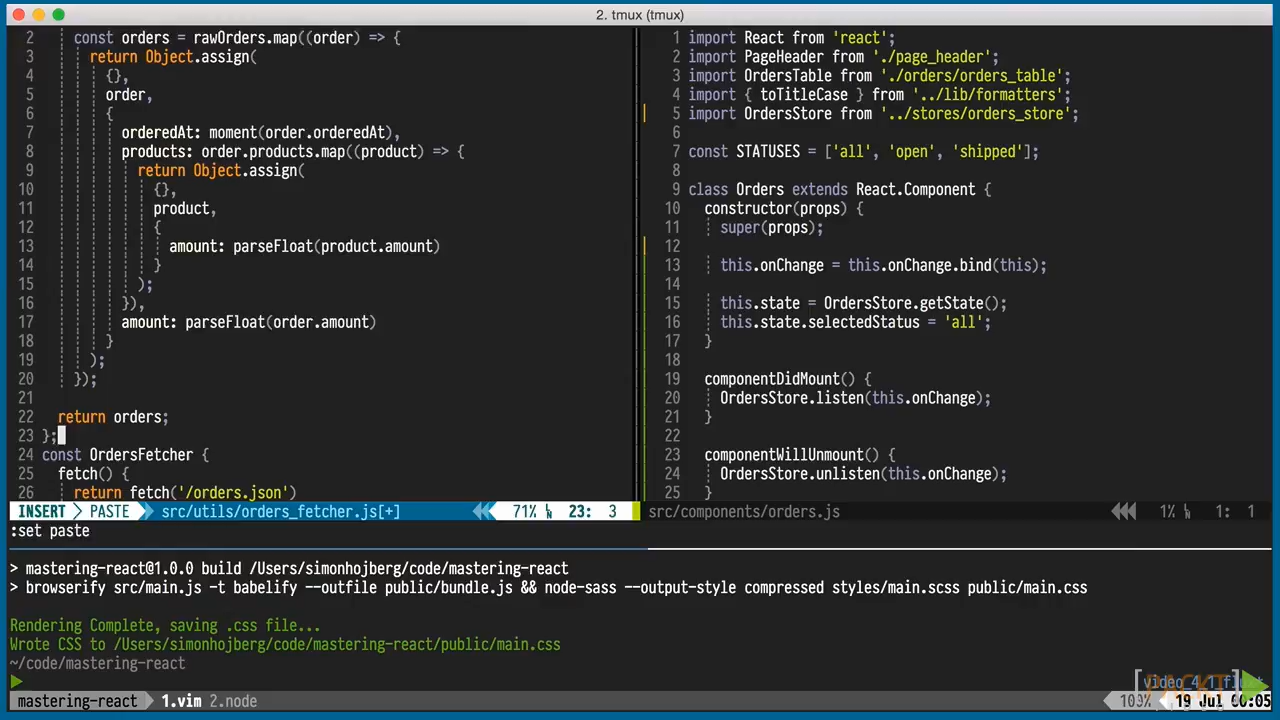 2. tmux (tmux)
2 const orders = rawOrders.map((order) => {
3 return Object.assign(
4 {},
5 order,
6 {
7 orderedAt: moment(order.orderedAt),
8 products: order.products.map((product) => {
9 return Object.assign(
10 {},
11 product,
12 {
13 amount: parseFloat(product.amount)
14 }
15 );
16 }),
17 amount: parseFloat(order.amount)
18 }
19 );
20 });
21
22 return orders;
23 };
24 const OrdersFetcher {
25 fetch() {
26 return fetch('/orders.json')
INSERT PASTE src/utils/orders_fetcher.js[+] 71% 23: 3
:set paste
1 import React from 'react';
2 import PageHeader from './page_header';
3 import OrdersTable from './orders/orders_table';
4 import { toTitleCase } from '../lib/formatters';
5 import OrdersStore from '../stores/orders_store';
6
7 const STATUSES = ['all', 'open', 'shipped'];
8
9 class Orders extends React.Component {
10 constructor(props) {
11 super(props);
12
13 this.onChange = this.onChange.bind(this);
14
15 this.state = OrdersStore.getState();
16 this.state.selectedStatus = 'all';
17 }
18
19 componentDidMount() {
20 OrdersStore.listen(this.onChange);
21 }
22
23 componentWillUnmount() {
24 OrdersStore.unlisten(this.onChange);
25 }
src/components/orders.js 1% 1: 1
> mastering-react@1.0.0 build /Users/simonhojberg/code/mastering-react
> browserify src/main.js -t babelify --outfile public/bundle.js && node-sass --output-style compressed styles/main.scss public/main.css
Rendering Complete, saving .css file...
Wrote CSS to /Users/simonhojberg/code/mastering-react/public/main.css
~/code/mastering-react
mastering-react 1.vim 2.node
19 Jul 00:05